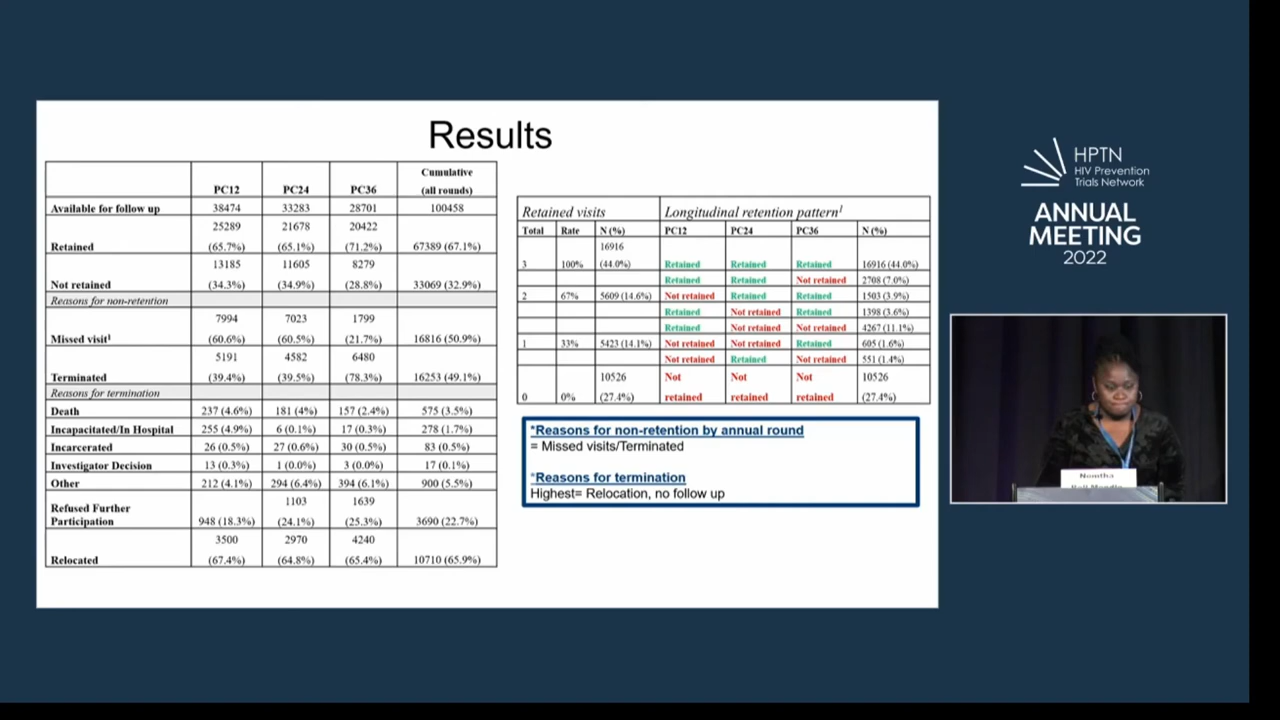 Results
PC12 PC24 PC36 Cumulative (all rounds)
Available for follow up 38474 33283 28701 100458
Retained 25289 (65.7%) 21678 (65.1%) 20422 (71.2%) 67389 (67.1%)
Not retained 13185 (34.3%) 11605 (34.9%) 8279 (28.8%) 33069 (32.9%)
Reasons for non-retention
Missed visit¹ 7994 (60.6%) 7023 (60.5%) 1799 (21.7%) 16816 (50.9%)
Terminated 5191 (39.4%) 4582 (39.5%) 6480 (78.3%) 16253 (49.1%)
Reasons for termination
Death 237 (4.6%) 181 (4%) 157 (2.4%) 575 (3.5%)
Incapacitated/In Hospital 255 (4.9%) 6 (0.1%) 17 (0.3%) 278 (1.7%)
Incarcerated 26 (0.5%) 27 (0.6%) 30 (0.5%) 83 (0.5%)
Investigator Decision 13 (0.3%) 1 (0.0%) 3 (0.0%) 17 (0.1%)
Other 212 (4.1%) 294 (6.4%) 394 (6.1%) 900 (5.5%)
Refused Further Participation 948 (18.3%) 1103 (24.1%) 1639 (25.3%) 3690 (22.7%)
Relocated 3500 (67.4%) 2970 (64.8%) 4240 (65.4%) 10710 (65.9%)
Retained visits Longitudinal retention pattern¹
Total Rate N (%) PC12 PC24 PC36 N (%)
3 100% 16916 (44.0%) Retained Retained Retained 16916 (44.0%)
Retained Retained Not retained 2708 (7.0%)
2 67% 5609 (14.6%) Not retained Retained Retained 1503 (3.9%)
Retained Not retained Retained 1398 (3.6%)
Retained Not retained Not retained 4267 (11.1%)
1 33% 5423 (14.1%) Not retained Not retained Retained 605 (1.6%)
Not retained Retained Not retained 551 (1.4%)
0 0% 10526 (27.4%) Not retained Not retained Not retained 10526 (27.4%)
*Reasons for non-retention by annual round
= Missed visits/Terminated
*Reasons for termination
Highest= Relocation, no follow up
HPTN
HIV Prevention
Trials Network
ANNUAL
MEETING
2022
Nomtha